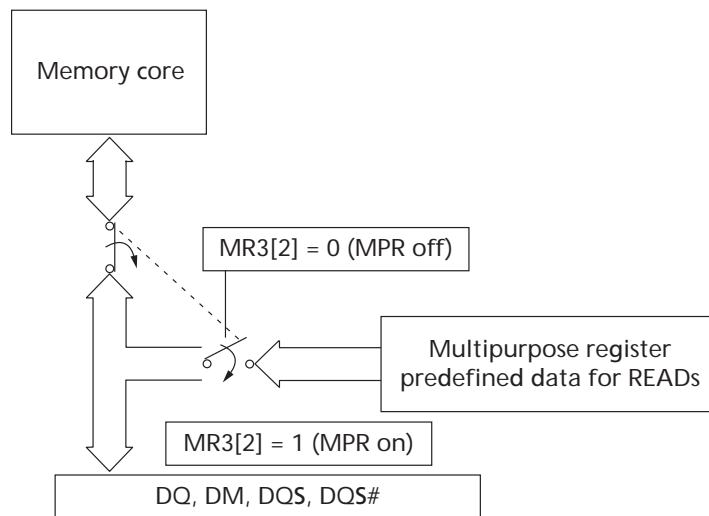 Memory core
MR3[2] = 0 (MPR off)
Multipurpose register
predefined data for READs
MR3[2] = 1 (MPR on)
DQ, DM, DQS, DQS#